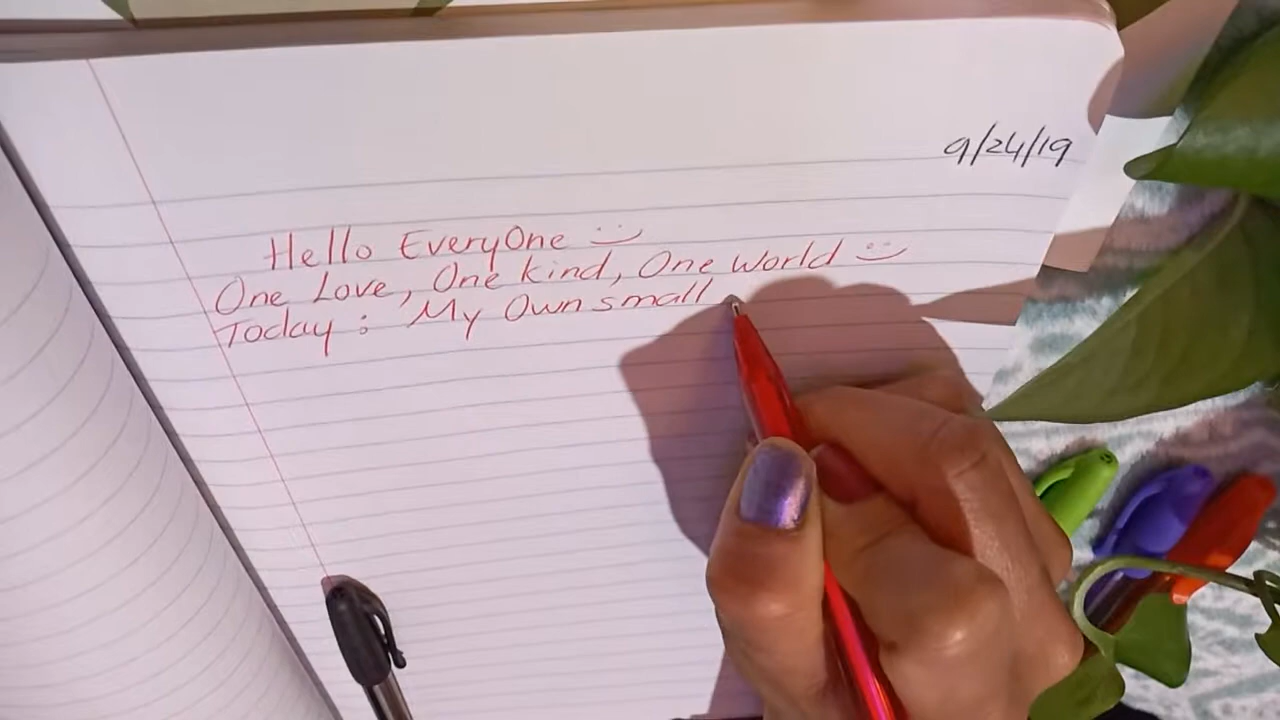 9/24/19
Hello EveryOne :)
One Love, One kind, One World :)
Today : My Own small